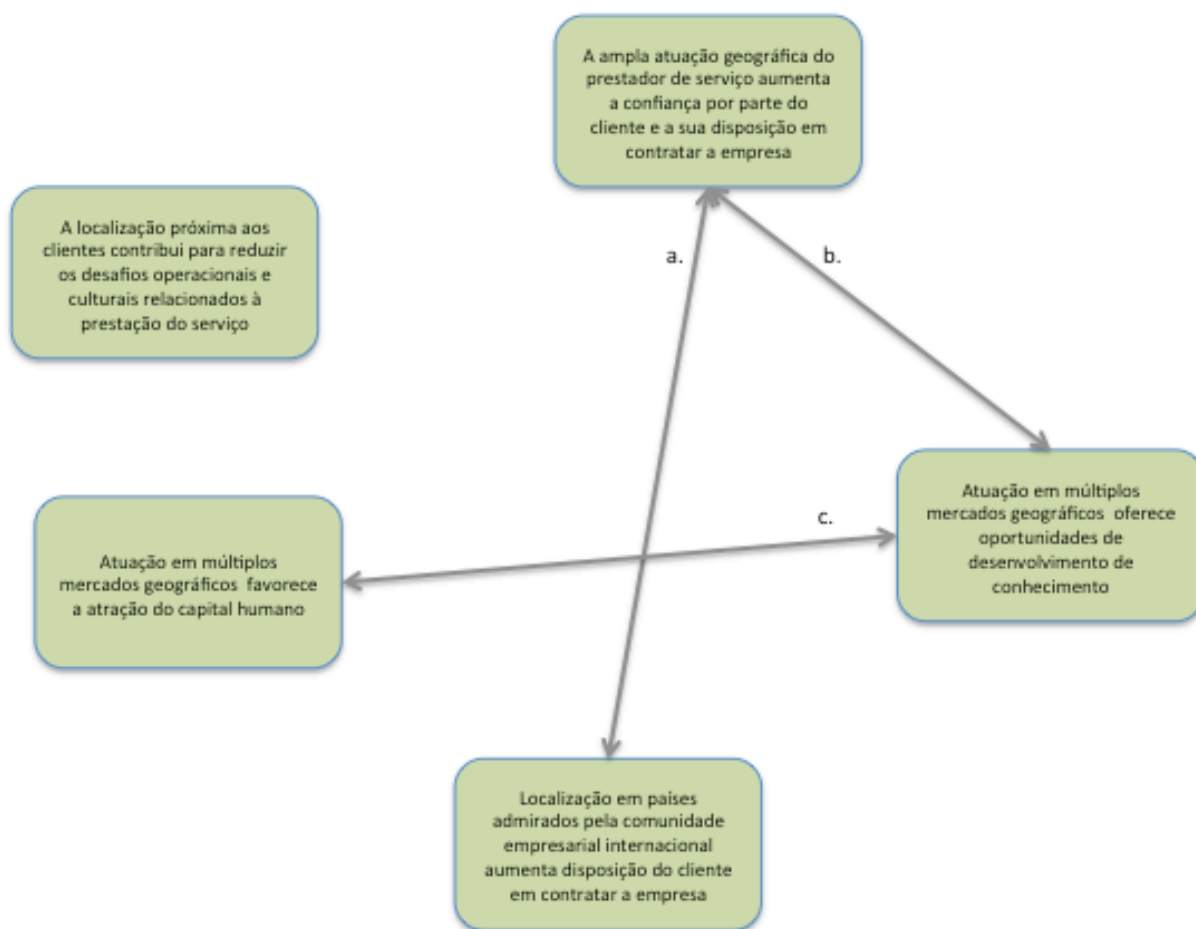 A ampla atuação geográfica do
prestador de serviço aumenta
a confiança por parte do
cliente e a sua disposição em
contratar a empresa
A localização próxima aos
clientes contribui para reduzir
os desafios operacionais e
culturais relacionados à
prestação do serviço
a.
b.
Atuação em múltiplos
mercados geográficos oferece
oportunidades de
desenvolvimento de
conhecimento
c.
Atuação em múltiplos
mercados geográficos favorece
a atração do capital humano
Localização em países
admirados pela comunidade
empresarial internacional
aumenta disposição do cliente
em contratar a empresa